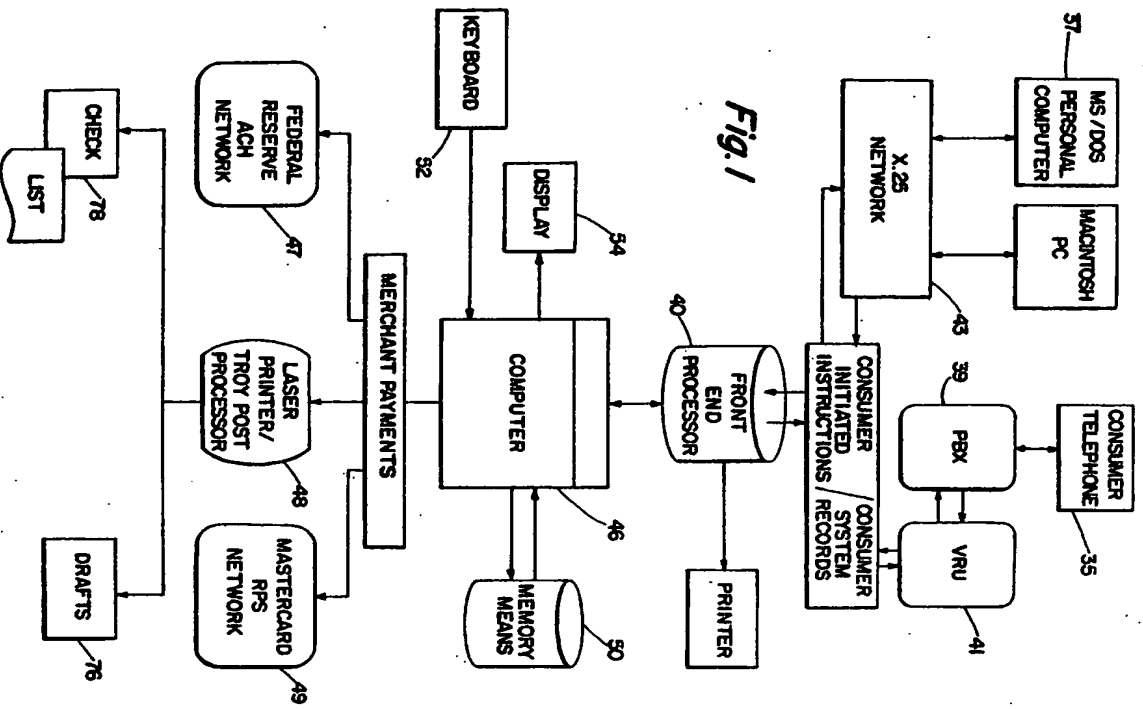 Fig. 1
MS/DOS
PERSONAL
COMPUTER
37
MACINTOSH
PC
X.25
NETWORK
43
CONSUMER
TELEPHONE
35
PBX
39
VRU
41
CONSUMER
INITIATED
INSTRUCTIONS
/ CONSUMER
SYSTEM
RECORDS
FRONT
END
PROCESSOR
40
PRINTER
KEYBOARD
52
DISPLAY
54
COMPUTER
46
MEMORY
MEANS
50
MERCHANT PAYMENTS
FEDERAL
RESERVE
ACH
NETWORK
47
LASER
PRINTER/
TROY POST
PROCESSOR
48
MASTERCARD
RPS
NETWORK
49
CHECK
78
LIST
DRAFTS
76